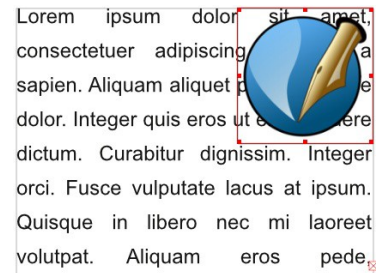 Lorem ipsum dolor sit amet,
consectetuer adipiscing a
sapien. Aliquam aliquet
dolor. Integer quis eros ut
dictum. Curabitur dignissim. Integer
orci. Fusce vulputate lacus at ipsum.
Quisque in libero nec mi laoreet
volutpat. Aliquam eros pede,